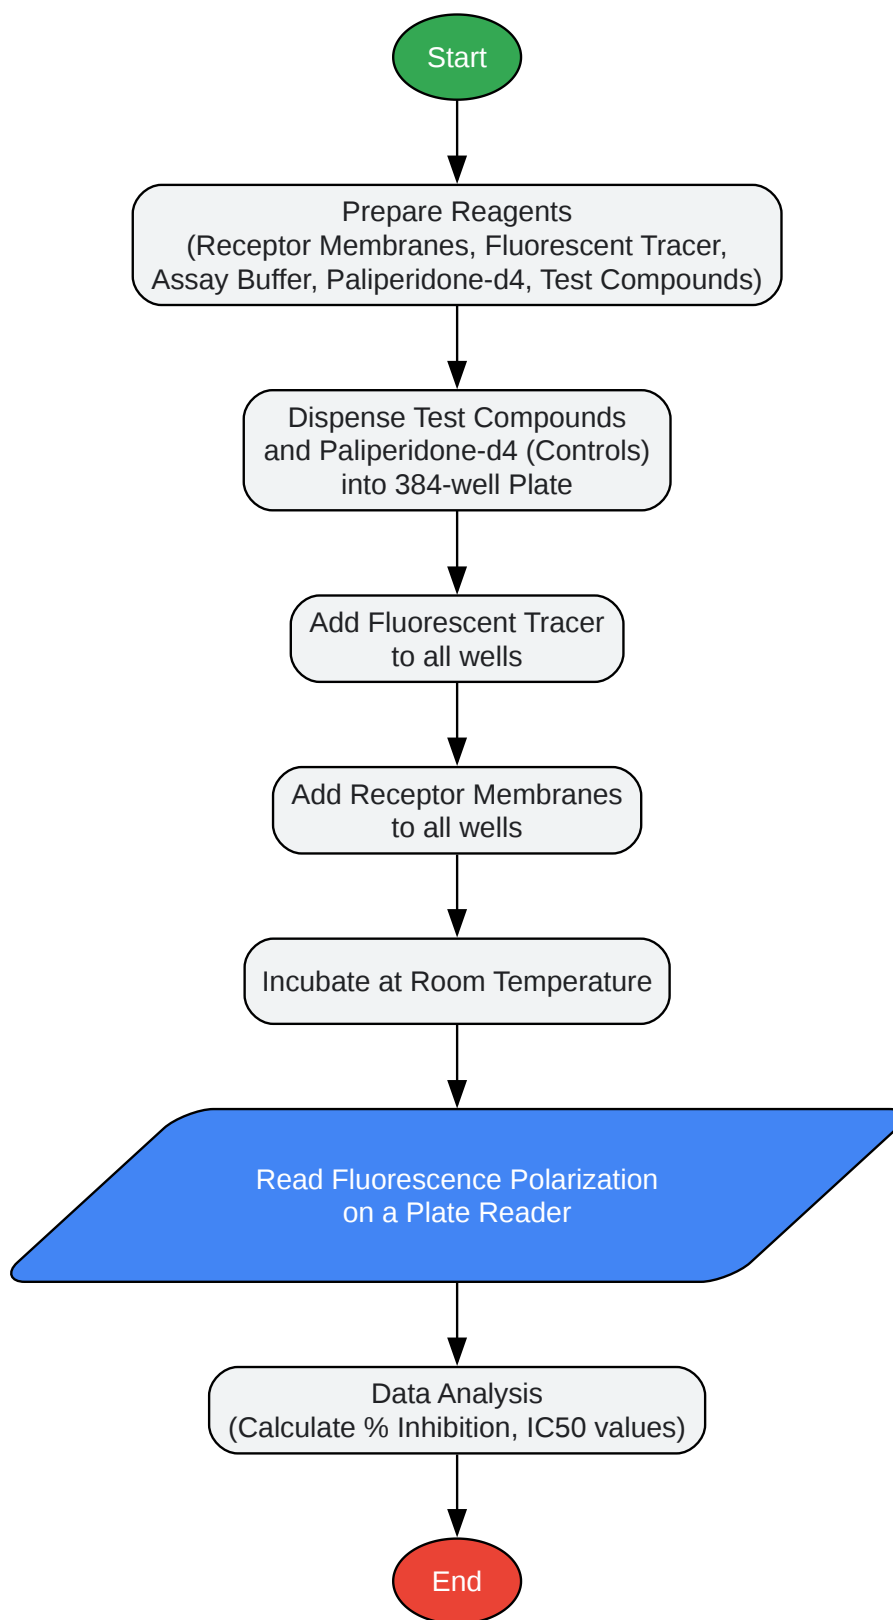 Start
Prepare Reagents
(Receptor Membranes, Fluorescent Tracer,
Assay Buffer, Paliperidone-d4, Test Compounds)
Dispense Test Compounds
and Paliperidone-d4 (Controls)
into 384-well Plate
Add Fluorescent Tracer
to all wells
Add Receptor Membranes
to all wells
Incubate at Room Temperature
Read Fluorescence Polarization
on a Plate Reader
Data Analysis
(Calculate % Inhibition, IC50 values)
End